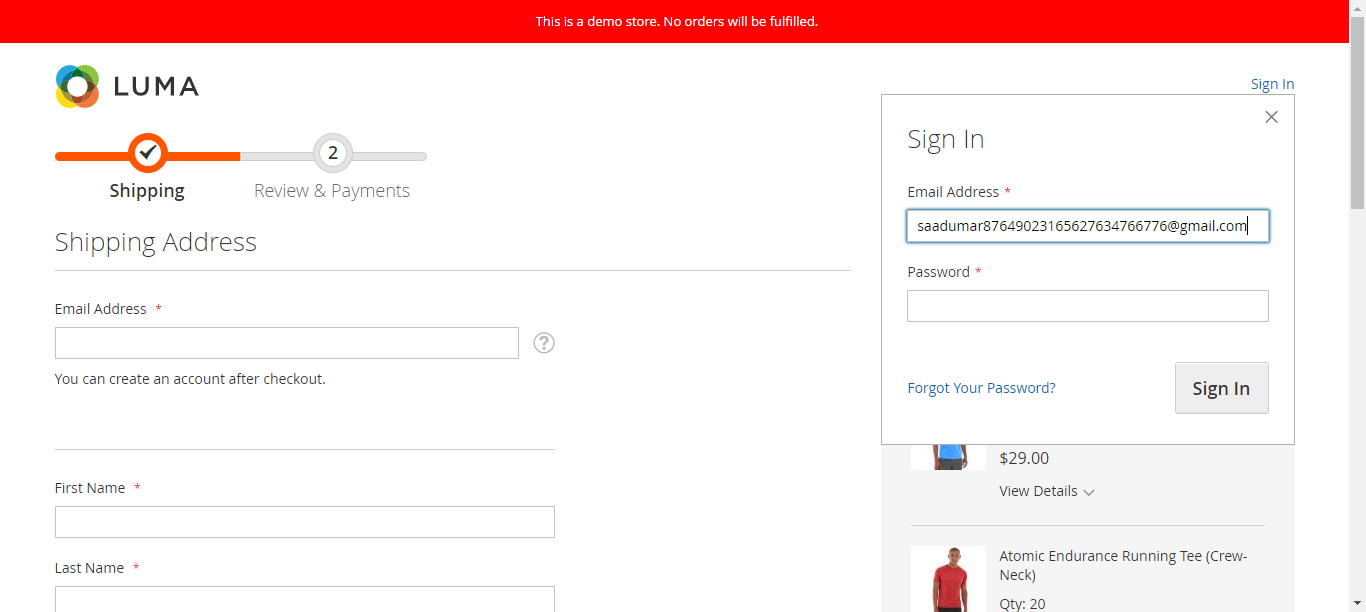 This is a demo store. No orders will be fulfilled.
LUMA
Sign In
2
Shipping
Review & Payments
Shipping Address
Email Address *
You can create an account after checkout.
First Name *
Last Name *
Sign In
Email Address *
saadumar87649023165627634766776@gmail.com
Password *
Forgot Your Password?
Sign In
$29.00
View Details
Atomic Endurance Running Tee (Crew-
Neck)
Qty: 20